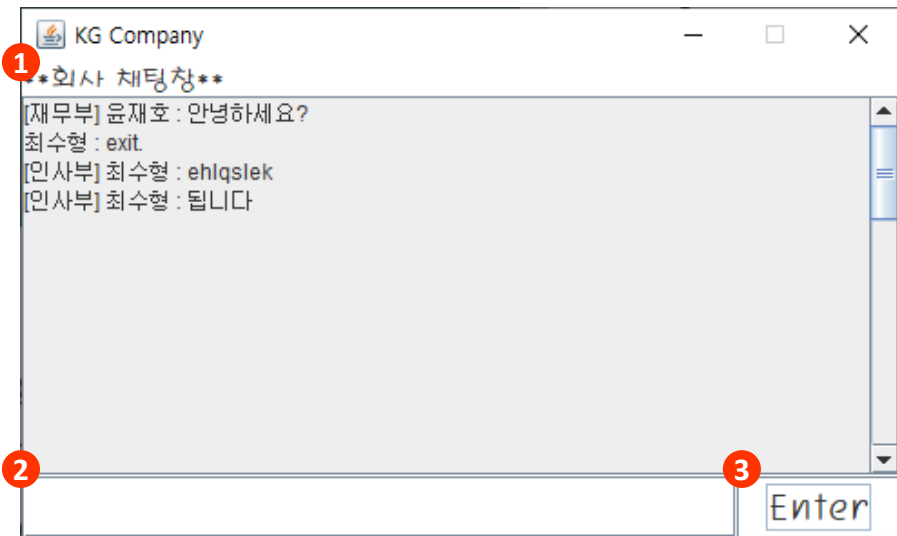 KG Company
1
**회사 채팅창**
[재무부] 윤재호 : 안녕하세요?
최수형 : exit.
[인사부] 최수형 : ehlqslek
[인사부] 최수형 : 됩니다
2
3
Enter